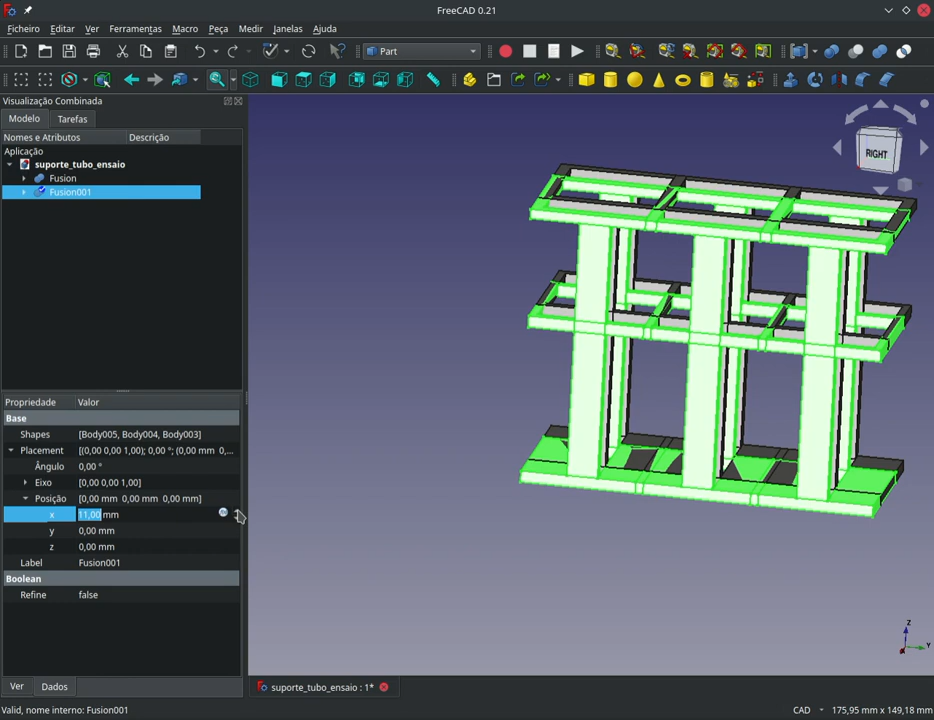 FreeCAD 0.21
Ficheiro Editar Ver Ferramentas Macro Peça Medir Janelas Ajuda
Part
Visualização Combinada
Modelo Tarefas
Nomes e Atributos Descrição
Aplicação
suporte_tubo_ensaio
Fusion
Fusion001
RIGHT
Propriedade Valor
Base
Shapes [Body005, Body004, Body003]
Placement [(0,00 0,00 1,00); 0,00 °; (0,00 mm 0,...
Ângulo 0,00 °
Eixo [0,00 0,00 1,00]
Posição [0,00 mm 0,00 mm 0,00 mm]
x 11,00 mm
y 0,00 mm
z 0,00 mm
Label Fusion001
Boolean
Refine false
Z
Y
Ver Dados
suporte_tubo_ensaio : 1*
Valid, nome interno: Fusion001
CAD 175,95 mm x 149,18 mm